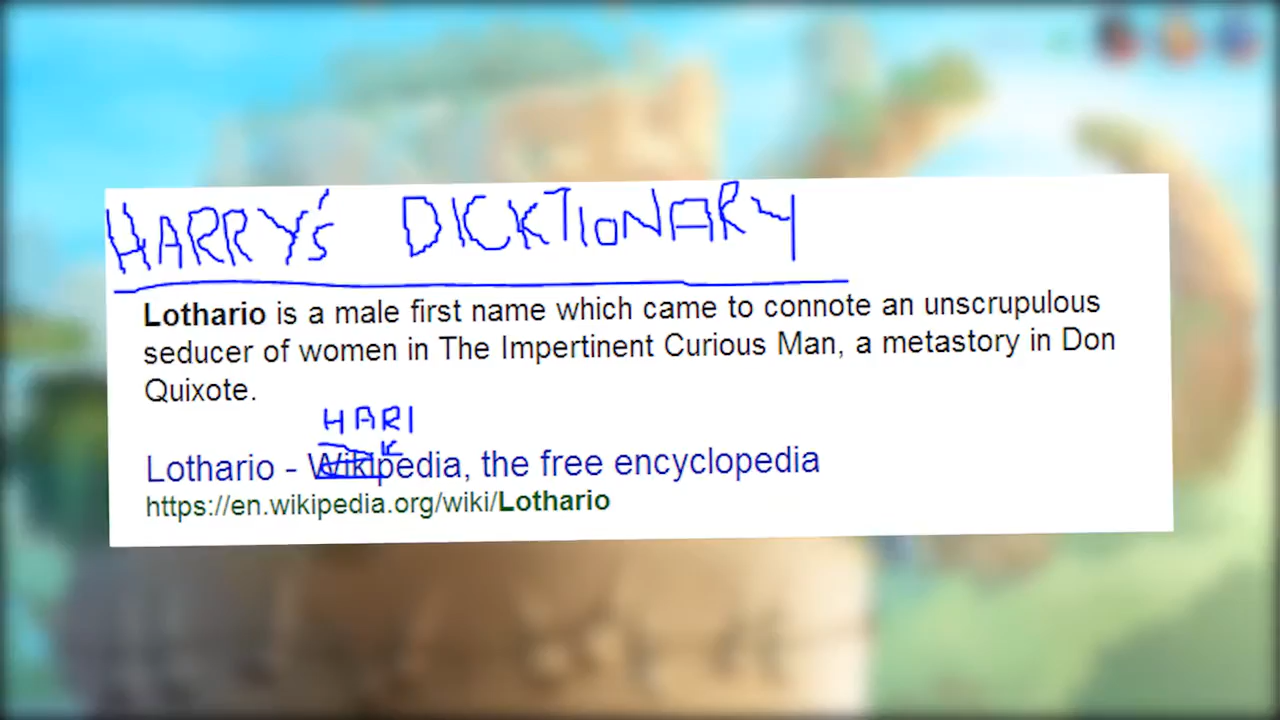 HARRY's DICKTIONARY
Lothario is a male first name which came to connote an unscrupulous
seducer of women in The Impertinent Curious Man, a metastory in Don
Quixote.
HARI
Lothario - Wikipedia, the free encyclopedia
https://en.wikipedia.org/wiki/Lothario